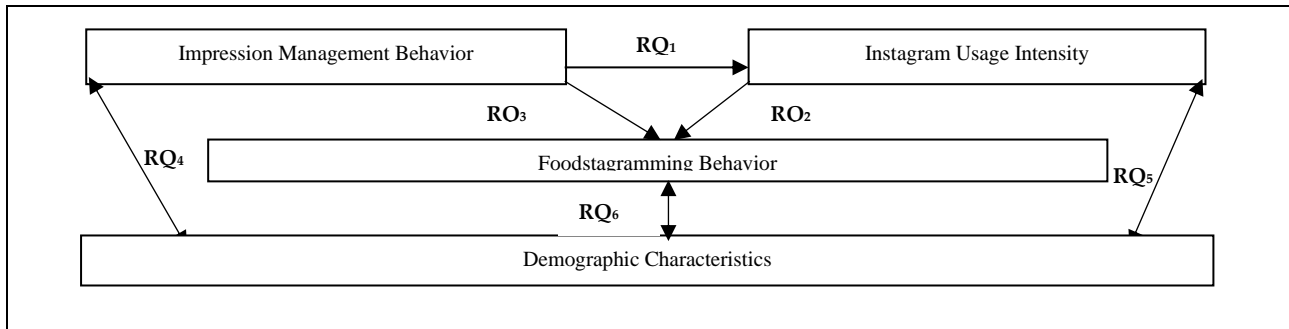 Impression Management Behavior
RQ1
Instagram Usage Intensity
RO3
RO2
RQ4
Foodstagramming Behavior
RQ5
RQ6
Demographic Characteristics